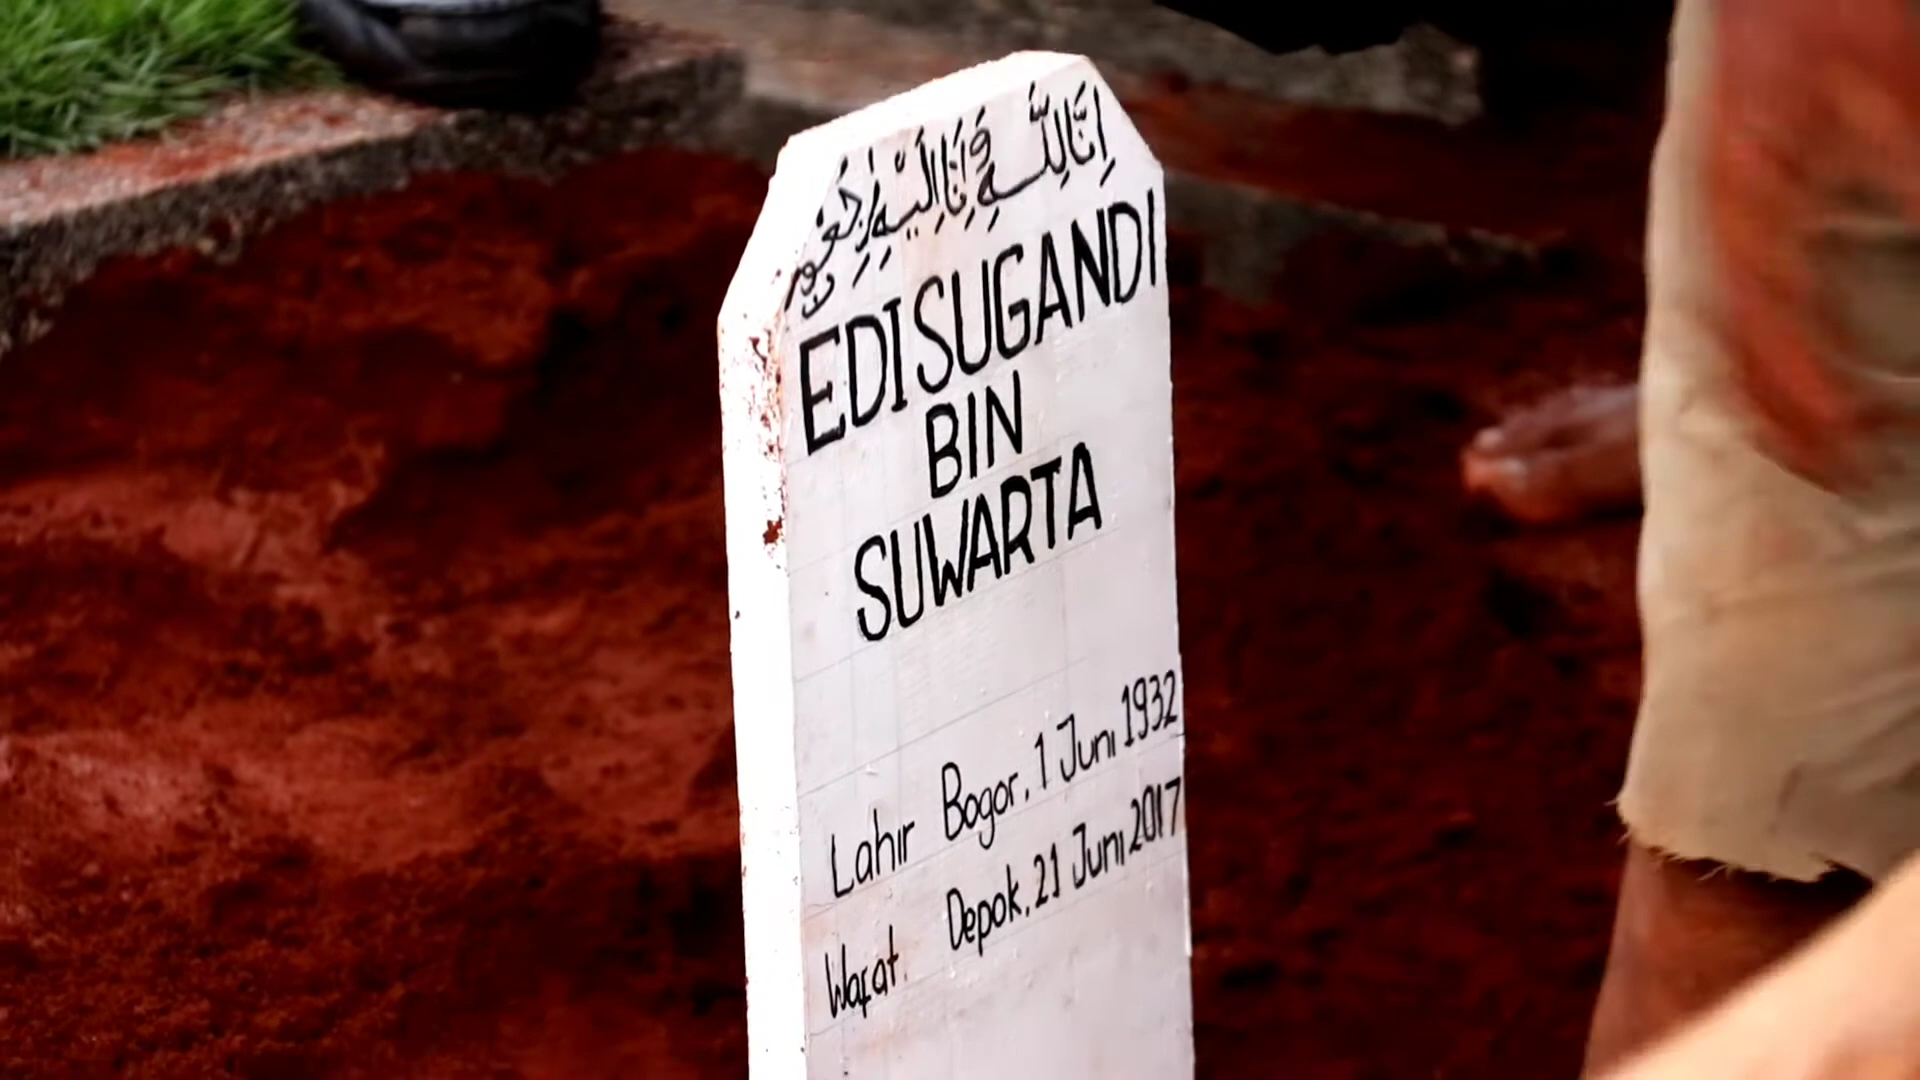 إِنَّا لِلَّهِ وَإِنَّا إِلَيْهِ رَاجِعُونَ
EDI SUGANDI
BIN
SUWARTA
Lahir Bogor, 1 Juni 1932
Wafat. Depok, 21 Juni 2017